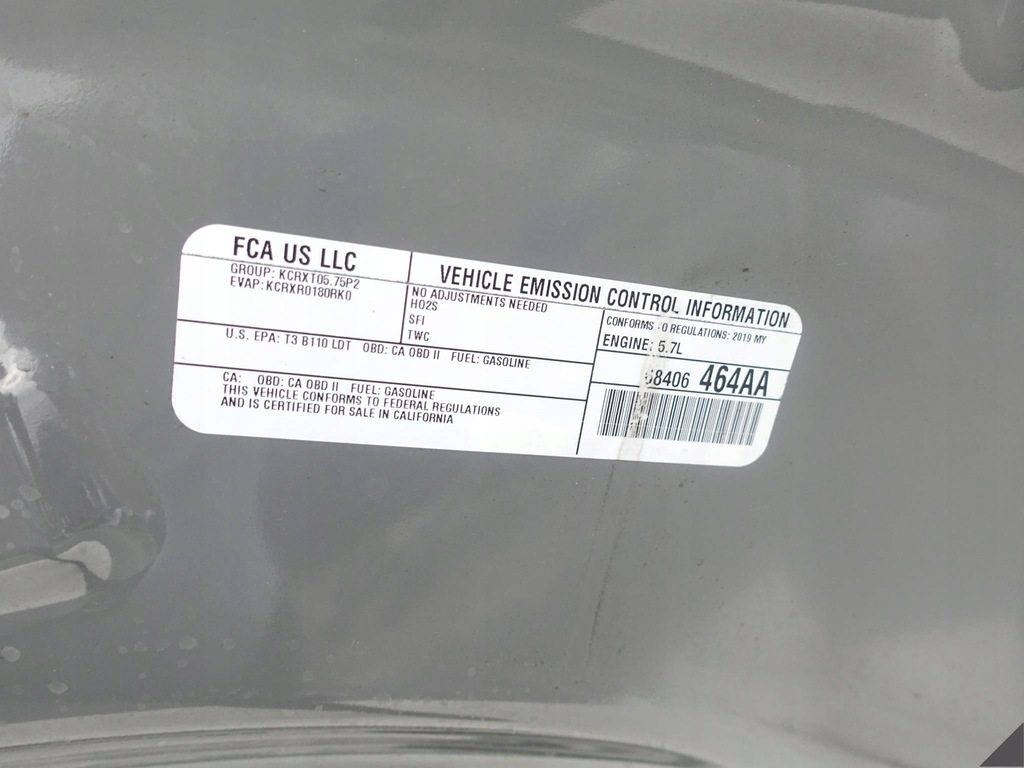 FCA US LLC
VEHICLE EMISSION CONTROL INFORMATION
GROUP: KCRXT05.75P2
EVAP: KCRXR0180RK0
NO ADJUSTMENTS NEEDED
HO2S
SFI
TWC
CONFORMS TO REGULATIONS: 2019 MY
ENGINE: 5.7L
U.S. EPA: T3 B110 LDT OBD: CA OBD II FUEL: GASOLINE
CA: OBD: CA OBD II FUEL: GASOLINE
THIS VEHICLE CONFORMS TO FEDERAL REGULATIONS
AND IS CERTIFIED FOR SALE IN CALIFORNIA
68406 464AA